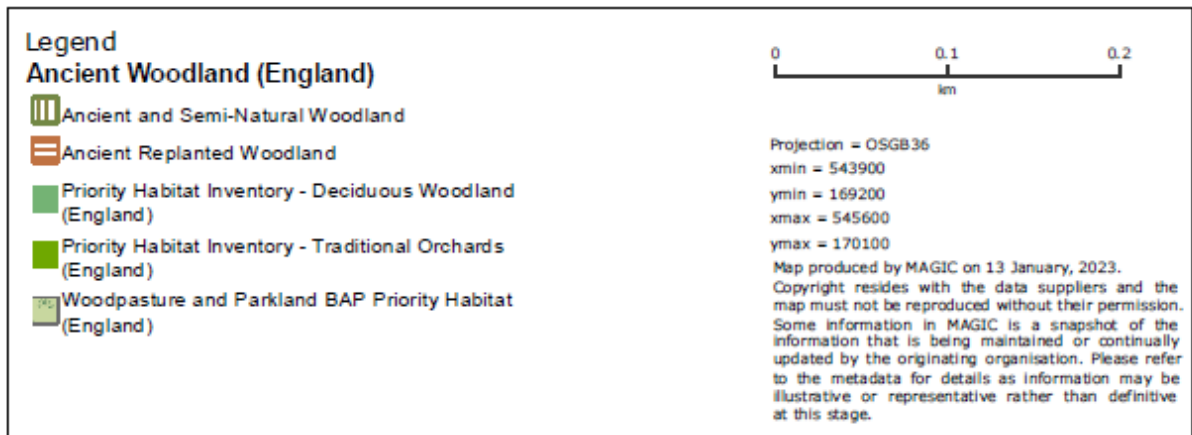 Legend
Ancient Woodland (England)
Ancient and Semi-Natural Woodland
Ancient Replanted Woodland
Priority Habitat Inventory - Deciduous Woodland
(England)
Priority Habitat Inventory - Traditional Orchards
(England)
Woodpasture and Parkland BAP Priority Habitat
(England)
0 0.1 0.2
km
Projection = OSGB36
xmin = 543900
ymin = 169200
xmax = 545600
ymax = 170100
Map produced by MAGIC on 13 January, 2023.
Copyright resides with the data suppliers and the
map must not be reproduced without their permission.
Some information in MAGIC is a snapshot of the
information that is being maintained or continually
updated by the originating organisation. Please refer
to the metadata for details as information may be
illustrative or representative rather than definitive
at this stage.